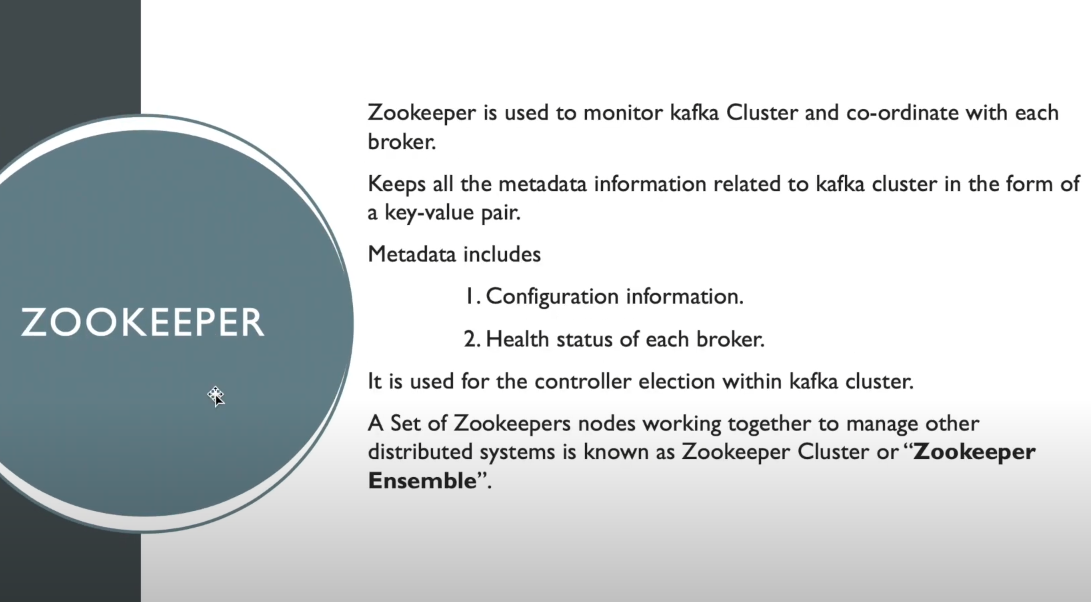 ZOOKEEPER
Zookeeper is used to monitor kafka Cluster and co-ordinate with each
broker.
Keeps all the metadata information related to kafka cluster in the form of
a key-value pair.
Metadata includes
1. Configuration information.
2. Health status of each broker.
It is used for the controller election within kafka cluster.
A Set of Zookeepers nodes working together to manage other
distributed systems is known as Zookeeper Cluster or “Zookeeper
Ensemble”.